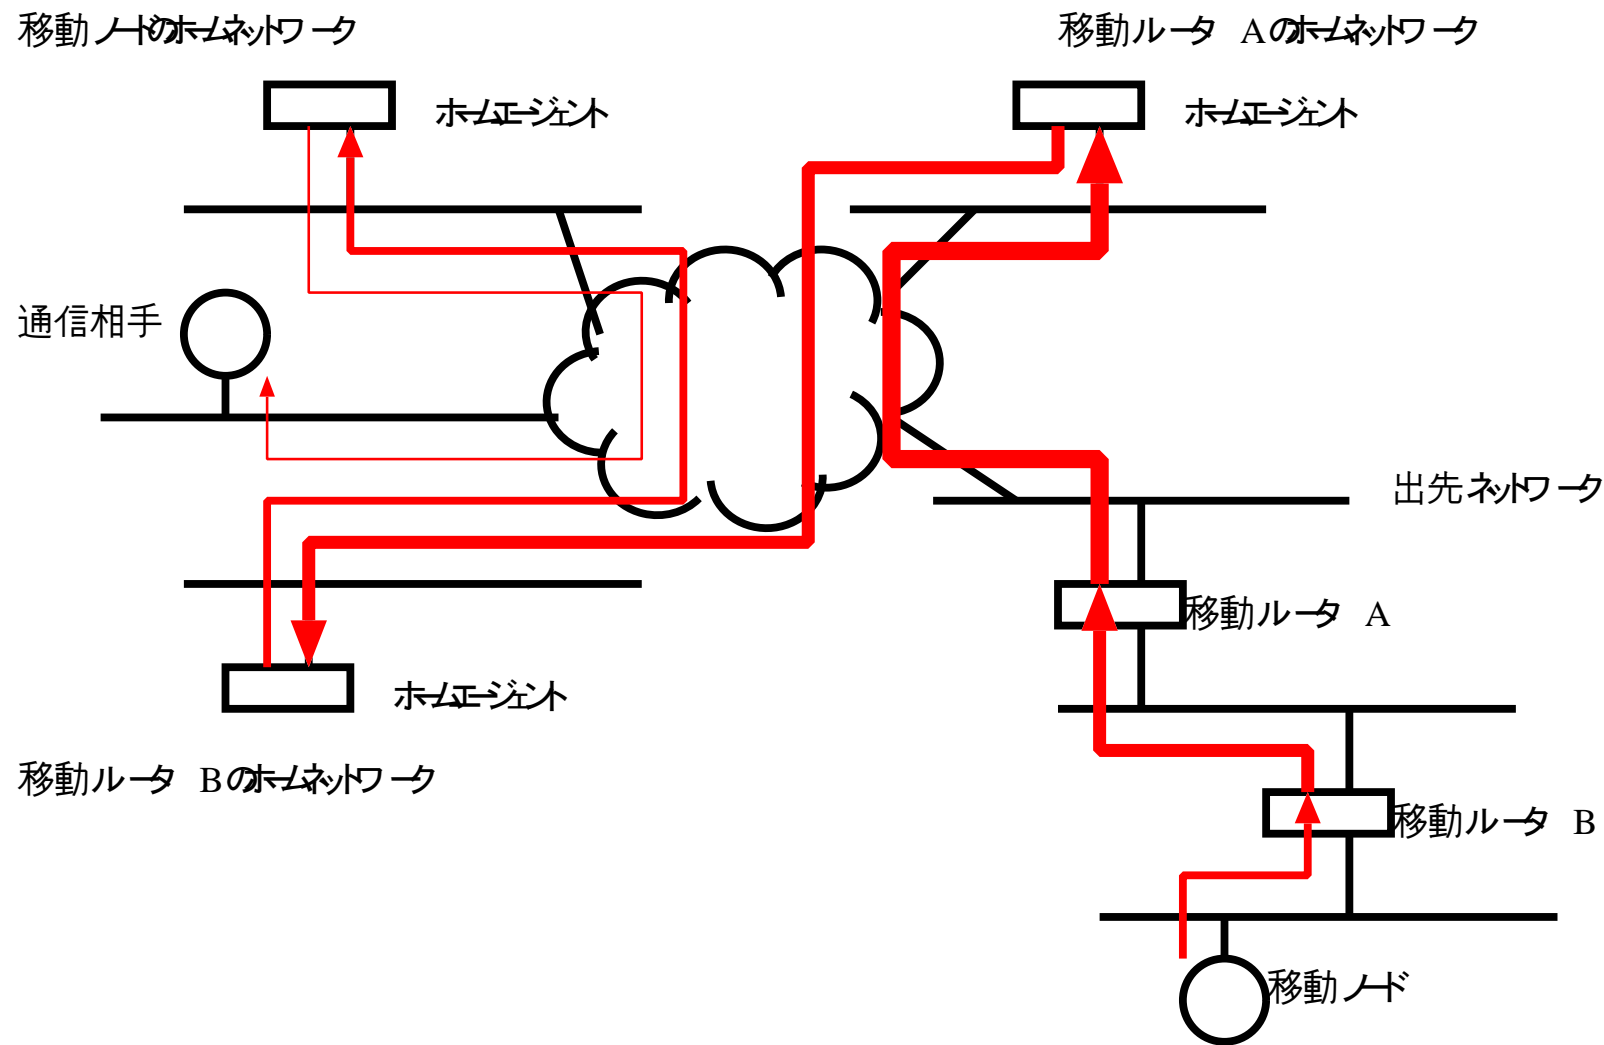 移動ノードのホームネットワーク
移動ルータ Aのホームネットワーク
ホームエージェント
ホームエージェント
通信相手
出先ネットワーク
移動ルータ A
ホームエージェント
移動ルータ Bのホームネットワーク
移動ルータ B
移動ノード